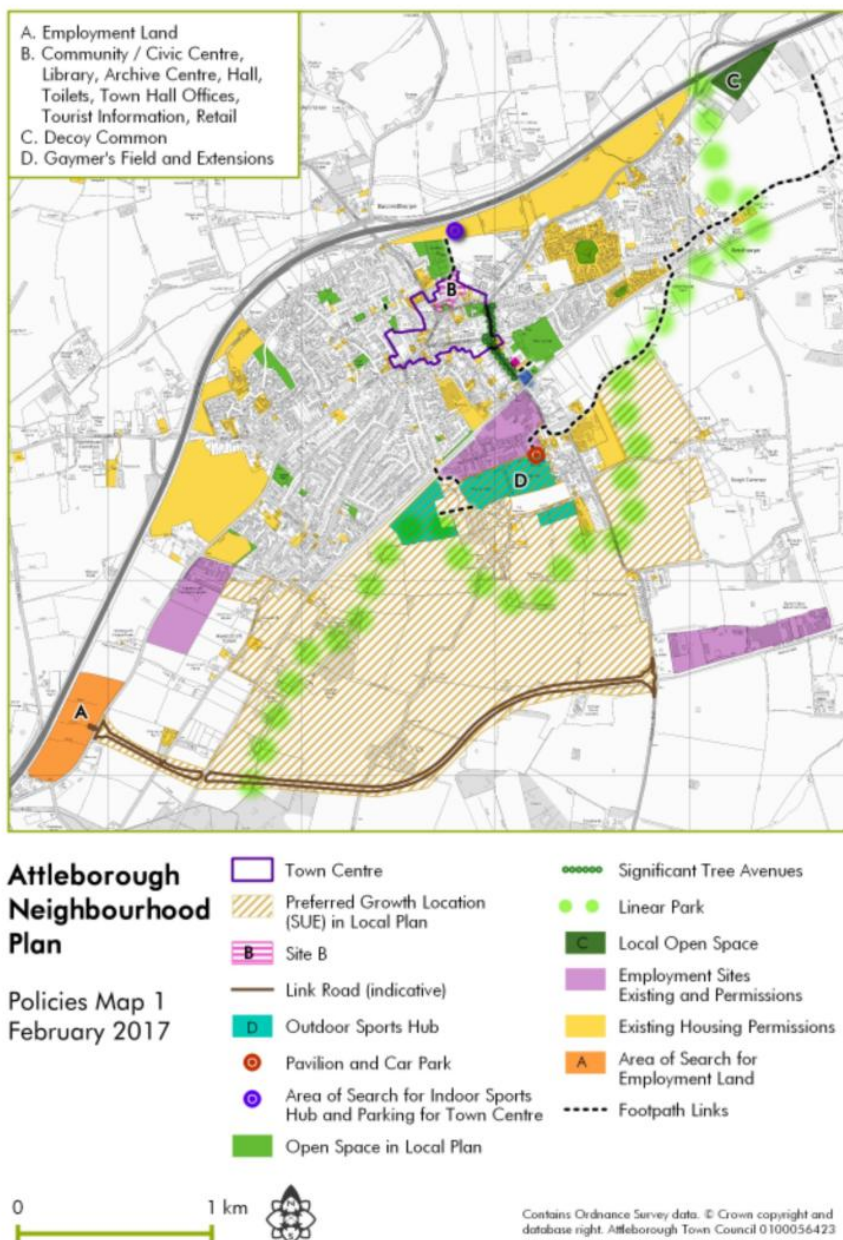 A. Employment Land
B. Community / Civic Centre,
Library, Archive Centre, Hall,
Toilets, Town Hall Offices,
Tourist Information, Retail
C. Decoy Common
D. Gaymer's Field and Extensions
C
B
D
A
Attleborough
Neighbourhood
Plan
Policies Map 1
February 2017
Town Centre
Preferred Growth Location
(SUE) in Local Plan
B Site B
Link Road (indicative)
D Outdoor Sports Hub
Pavilion and Car Park
Area of Search for Indoor Sports
Hub and Parking for Town Centre
Open Space in Local Plan
Significant Tree Avenues
Linear Park
C Local Open Space
Employment Sites
Existing and Permissions
Existing Housing Permissions
A Area of Search for
Employment Land
Footpath Links
0 1 km
N
S
Contains Ordnance Survey data. © Crown copyright and
database right. Attleborough Town Council 0100056423